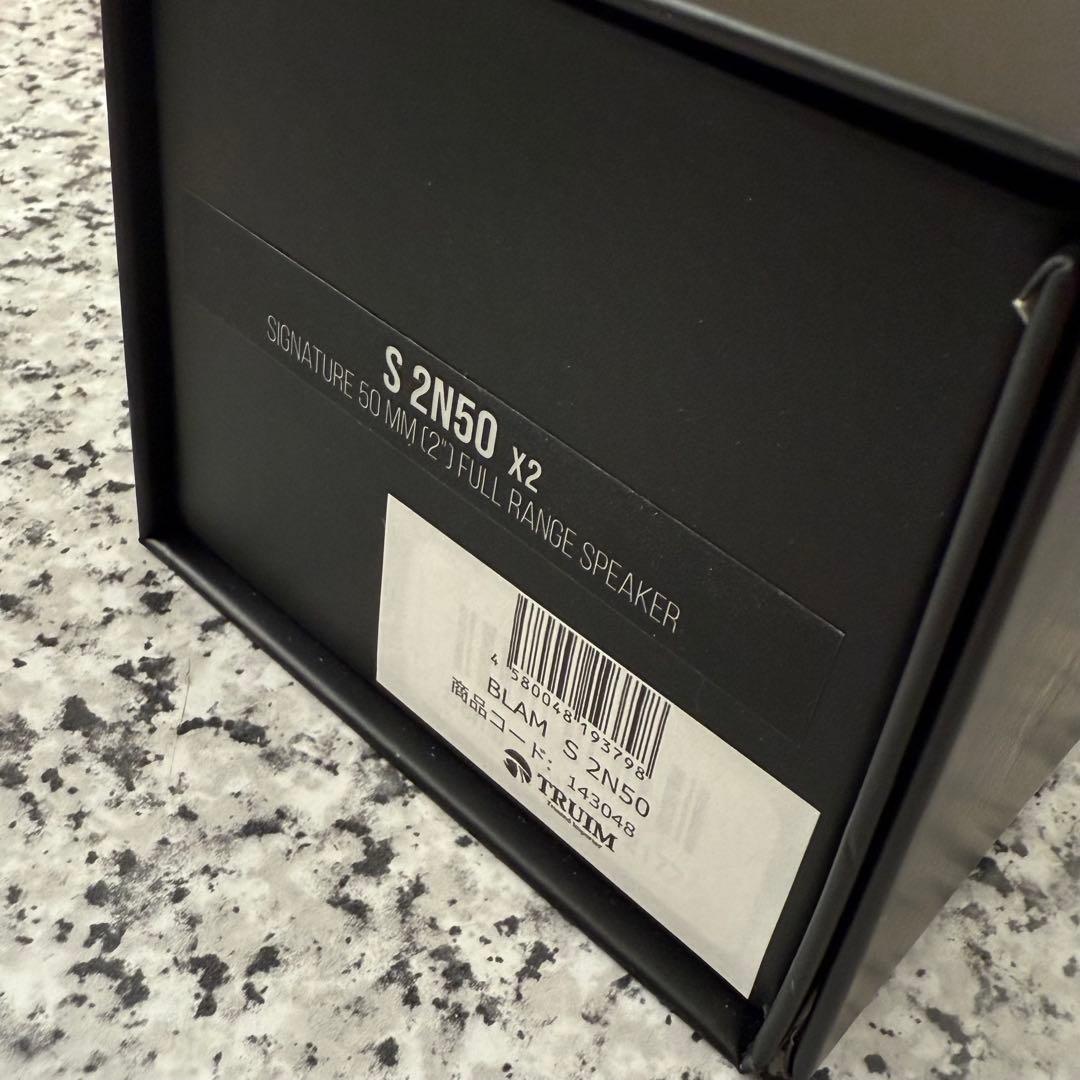 S 2N50 X2
SIGNATURE 50 MM (2") FULL RANGE SPEAKER
4 580048 193798
BLAM S 2N50
商品コード: 143048
TRUIM